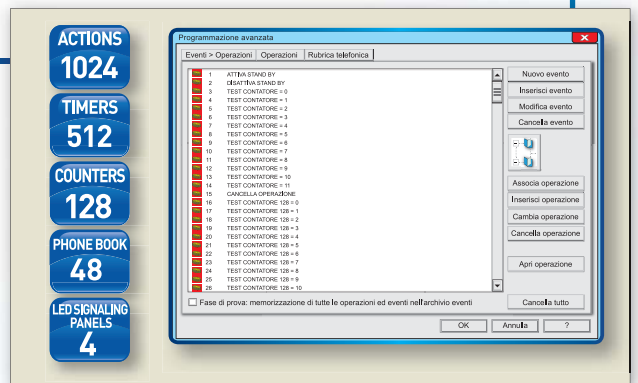 ACTIONS
1024
TIMERS
512
COUNTERS
128
PHONE BOOK
48
LED SIGNALING
PANELS
4
Programmazione avanzata
Eventi > Operazioni Operazioni Rubrica telefonica
1 ATTIVA STAND BY
2 DISATTIVA STAND BY
3 TEST CONTATORE = 0
4 TEST CONTATORE = 1
5 TEST CONTATORE = 2
6 TEST CONTATORE = 3
7 TEST CONTATORE = 4
8 TEST CONTATORE = 5
9 TEST CONTATORE = 6
10 TEST CONTATORE = 7
11 TEST CONTATORE = 8
12 TEST CONTATORE = 9
13 TEST CONTATORE = 10
14 TEST CONTATORE = 11
15 CANCELLA OPERAZIONE
16 TEST CONTATORE 128 = 0
17 TEST CONTATORE 128 = 1
18 TEST CONTATORE 128 = 2
19 TEST CONTATORE 128 = 3
20 TEST CONTATORE 128 = 4
21 TEST CONTATORE 128 = 5
22 TEST CONTATORE 128 = 6
23 TEST CONTATORE 128 = 7
24 TEST CONTATORE 128 = 8
25 TEST CONTATORE 128 = 9
26 TEST CONTATORE 128 = 10
Nuovo evento
Inserisci evento
Modifica evento
Cancella evento
Associa operazione
Inserisci operazione
Cambia operazione
Cancella operazione
Apri operazione
Fase di prova: memorizzazione di tutte le operazioni ed eventi nell'archivio eventi
Cancella tutto
OK Annulla ?